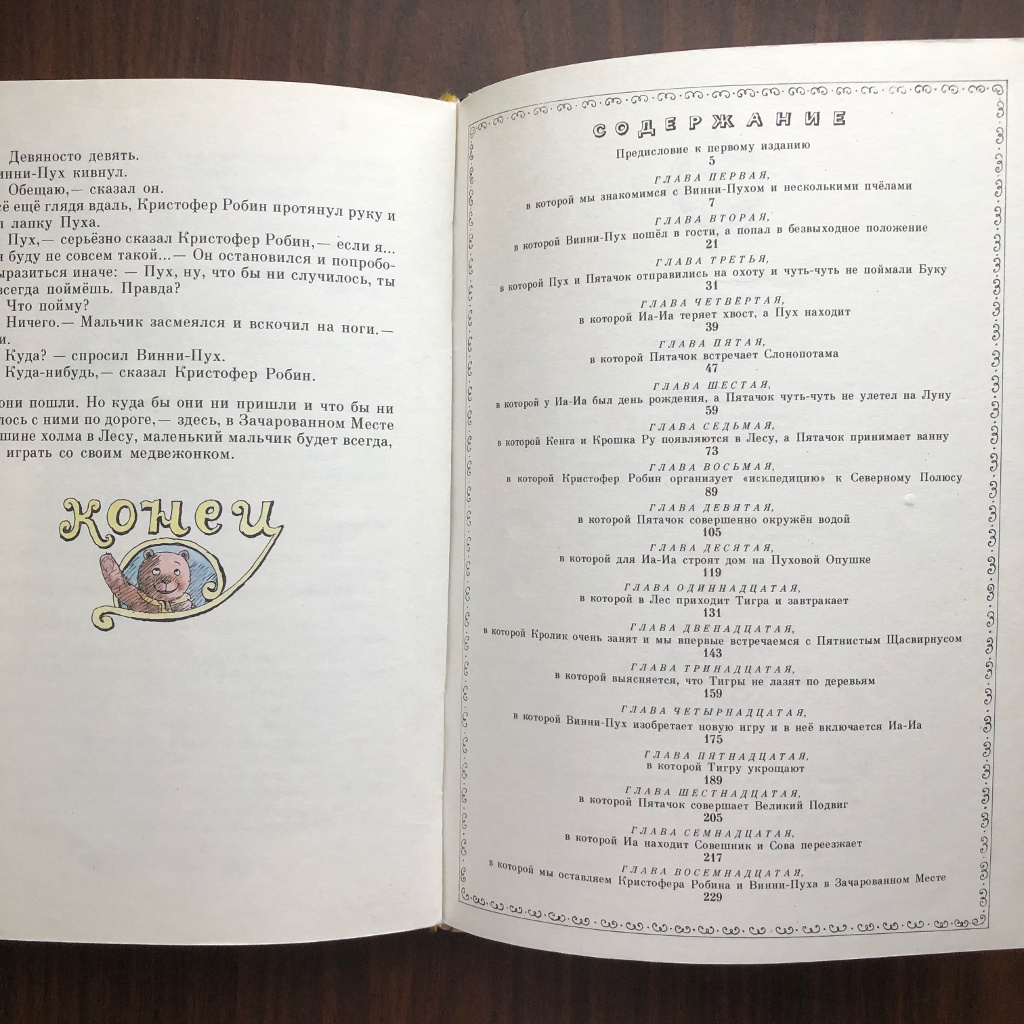 Девяносто девять.
кивнул.
Обещаю,— сказал он.
ещё глядя вдаль, Кристофер Робин протянул руку и
лапку Пуха.
Пух,— серьёзно сказал Кристофер Робин,— если я...
буду не совсем такой...— Он остановился и попробо-
иначе: — Пух, ну, что бы ни случилось, ты
всегда поймёшь. Правда?
Что пойму?
Ничего.— Мальчик засмеялся и вскочил на ноги.—
Куда? — спросил Винни-Пух.
Куда-нибудь,— сказал Кристофер Робин.
они пошли. Но куда бы они ни пришли и что бы ни
с ними по дороге,— здесь, в Зачарованном Месте
холма в Лесу, маленький мальчик будет всегда,
играть со своим медвежонком.
конец
СОДЕРЖАНИЕ
Предисловие к первому изданию
5
ГЛАВА ПЕРВАЯ,
в которой мы знакомимся с Винни-Пухом и несколькими пчёлами
7
ГЛАВА ВТОРАЯ,
в которой Винни-Пух пошёл в гости, а попал в безвыходное положение
21
ГЛАВА ТРЕТЬЯ,
в которой Пух и Пятачок отправились на охоту и чуть-чуть не поймали Буку
31
ГЛАВА ЧЕТВЕРТАЯ,
в которой Иа-Иа теряет хвост, а Пух находит
39
ГЛАВА ПЯТАЯ,
в которой Пятачок встречает Слонопотама
47
ГЛАВА ШЕСТАЯ,
в которой у Иа-Иа был день рождения, а Пятачок чуть-чуть не улетел на Луну
59
ГЛАВА СЕДЬМАЯ,
в которой Кенга и Крошка Ру появляются в Лесу, а Пятачок принимает ванну
73
ГЛАВА ВОСЬМАЯ,
в которой Кристофер Робин организует «искпедицию» к Северному Полюсу
89
ГЛАВА ДЕВЯТАЯ,
в которой Пятачок совершенно окружён водой
105
ГЛАВА ДЕСЯТАЯ,
в которой для Иа-Иа строят дом на Пуховой Опушке
119
ГЛАВА ОДИННАДЦАТАЯ,
в которой в Лес приходит Тигра и завтракает
131
ГЛАВА ДВЕНАДЦАТАЯ,
в которой Кролик очень занят и мы впервые встречаемся с Пятнистым Щасвирнусом
143
ГЛАВА ТРИНАДЦАТАЯ,
в которой выясняется, что Тигры не лазят по деревьям
159
ГЛАВА ЧЕТЫРНАДЦАТАЯ,
в которой Винни-Пух изобретает новую игру и в неё включается Иа-Иа
175
ГЛАВА ПЯТНАДЦАТАЯ,
в которой Тигру укрощают
189
ГЛАВА ШЕСТНАДЦАТАЯ,
в которой Пятачок совершает Великий Подвиг
205
ГЛАВА СЕМНАДЦАТАЯ,
в которой Иа находит Совешник и Сова переезжает
217
ГЛАВА ВОСЕМНАДЦАТАЯ,
в которой мы оставляем Кристофера Робина и Винни-Пуха в Зачарованном Месте
229